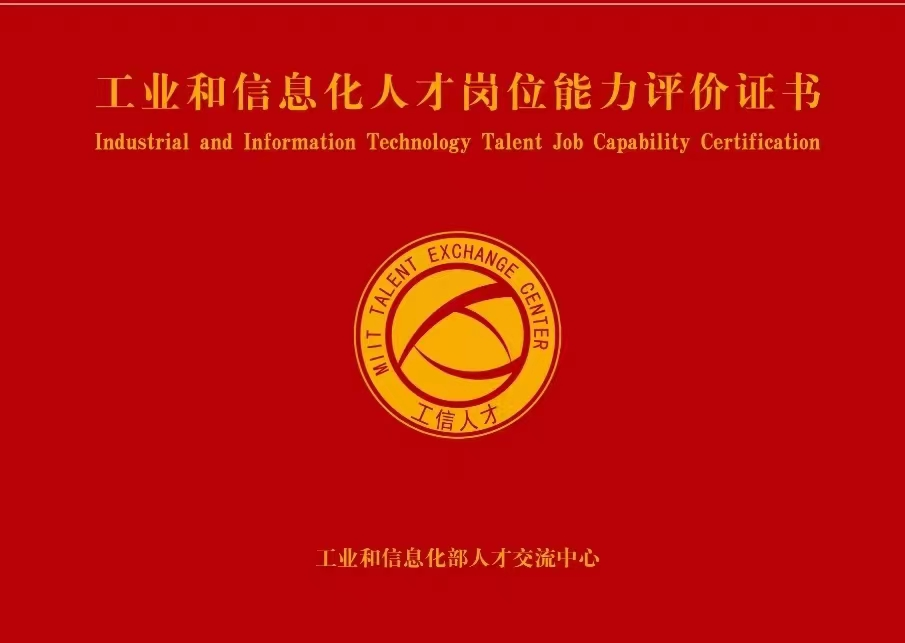 工业和信息化人才岗位能力评价证书
Industrial and Information Technology Talent Job Capability Certification
MIIT TALENT EXCHANGE CENTER
工信人才
工业和信息化部人才交流中心